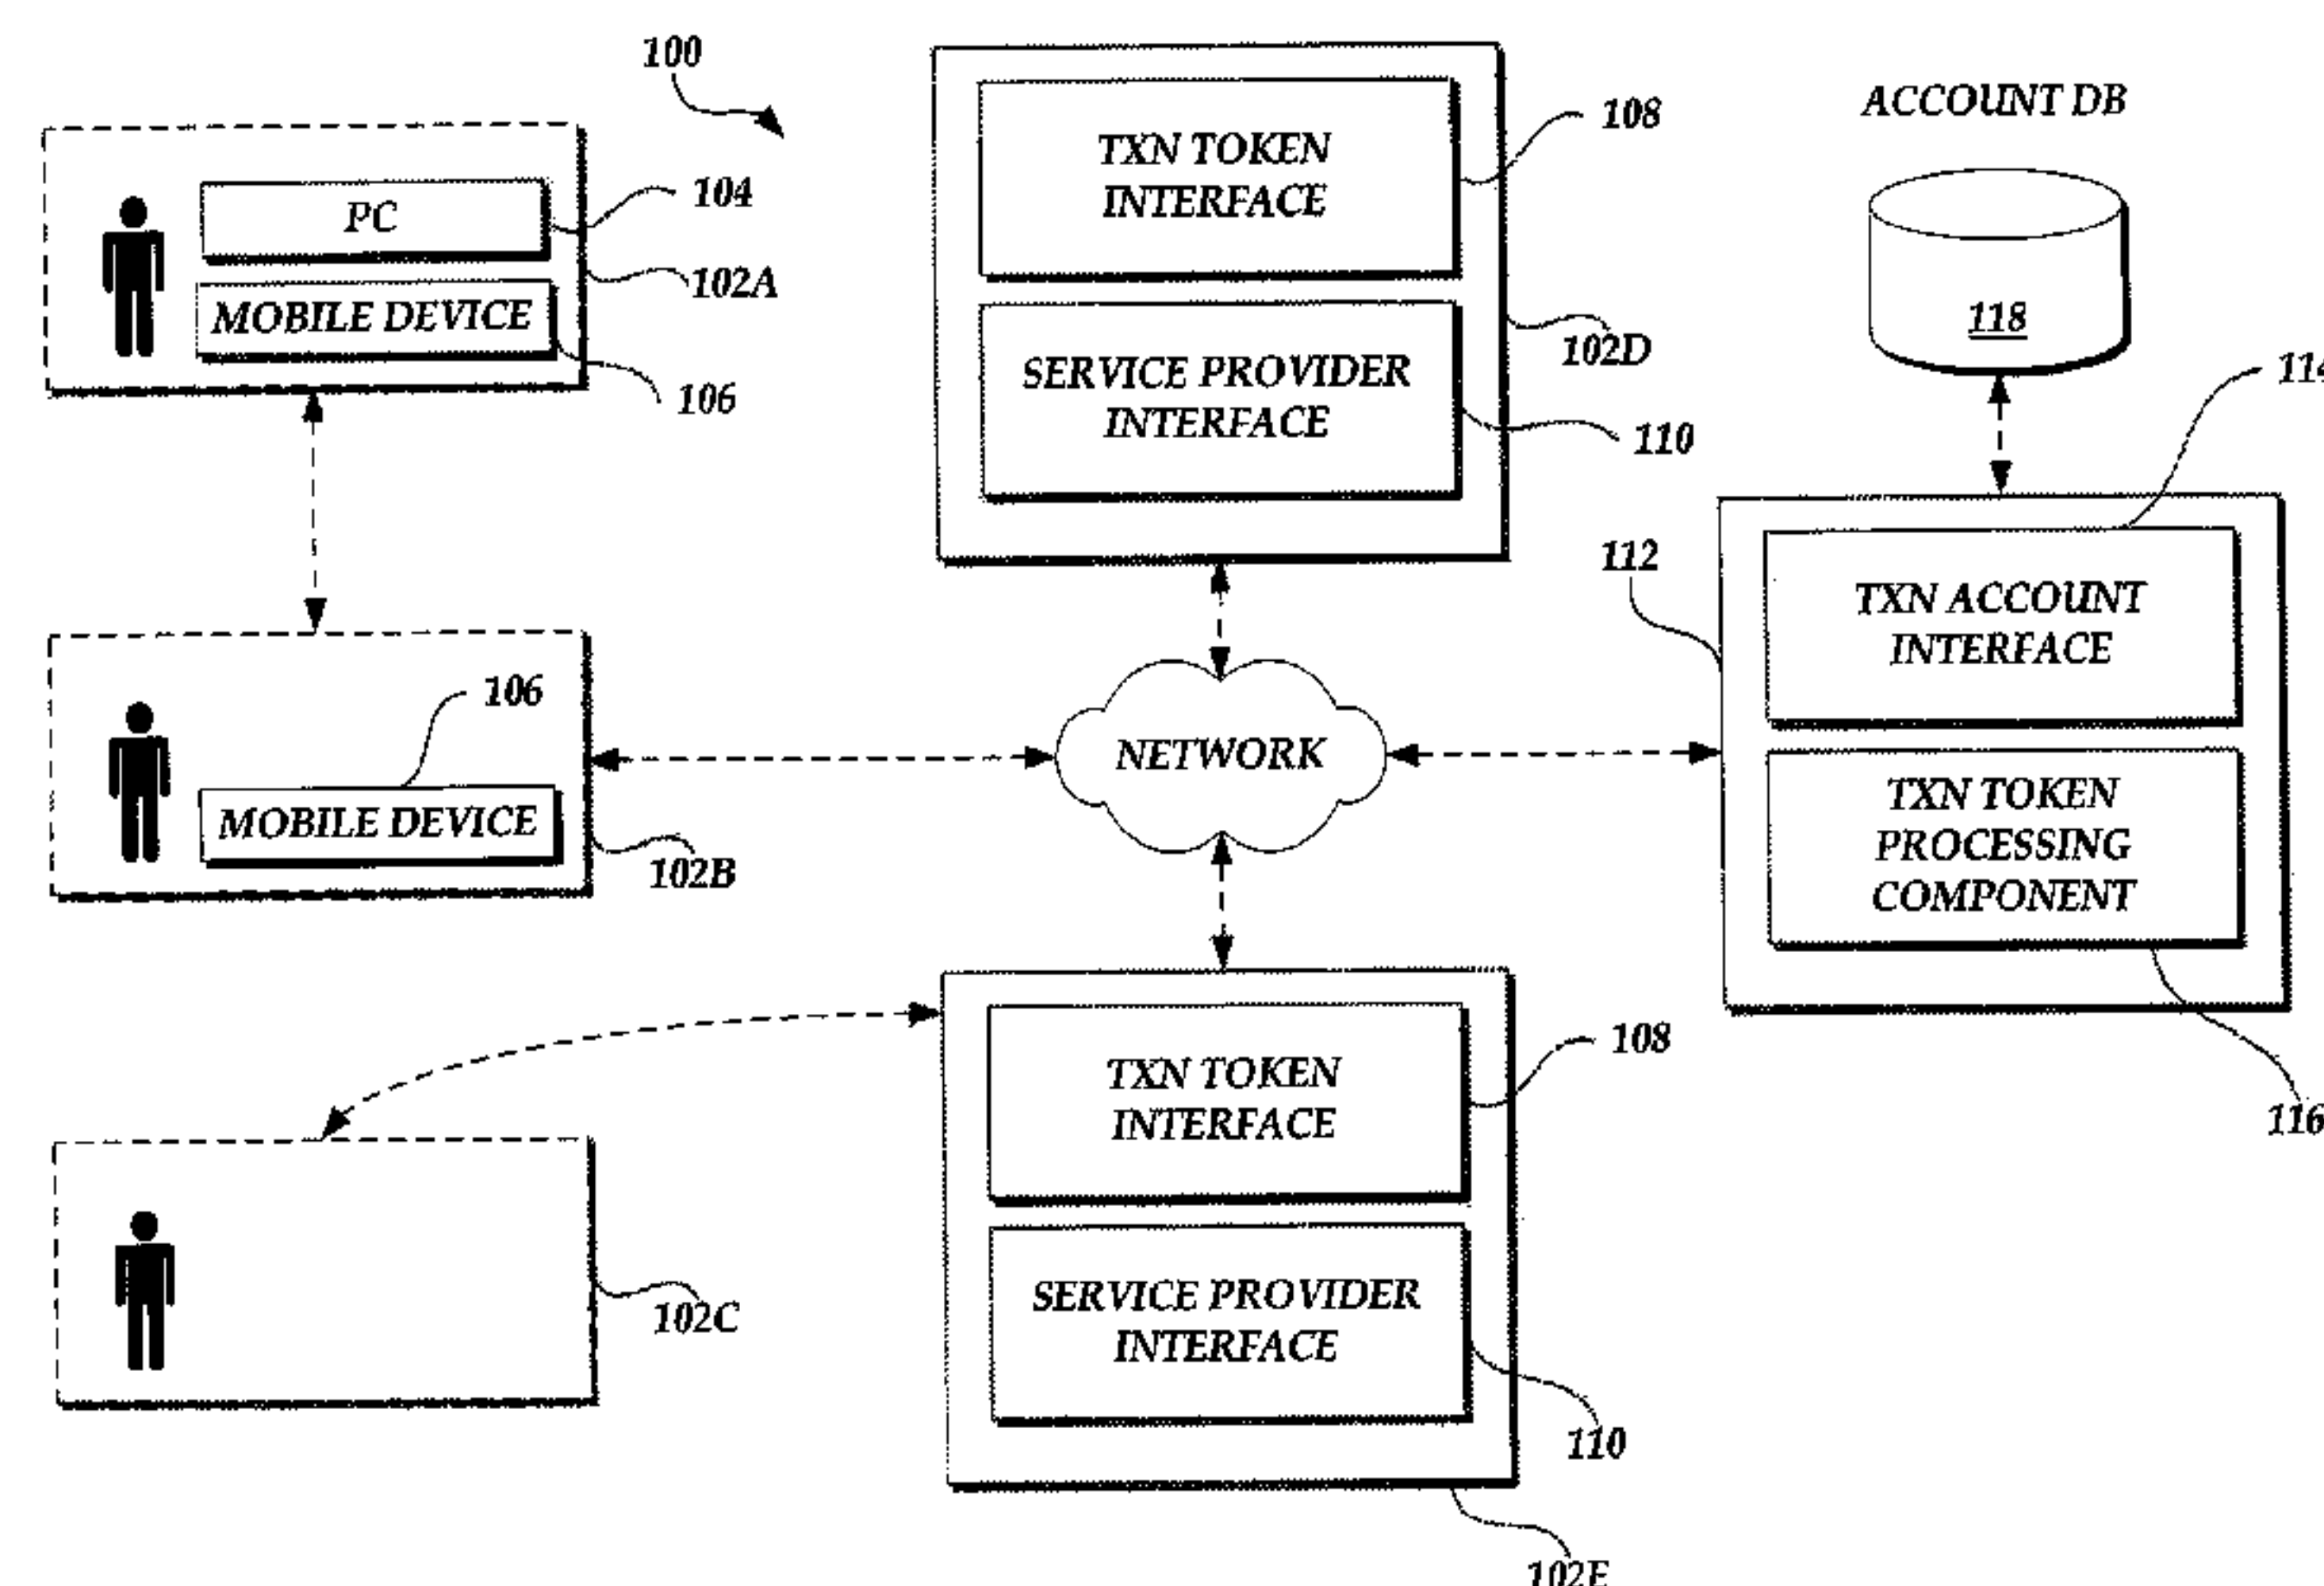 100
PC
104
102A
MOBILE DEVICE
106
TXN TOKEN
INTERFACE
108
SERVICE PROVIDER
INTERFACE
102D
110
ACCOUNT DB
118
114
112
TXN ACCOUNT
INTERFACE
TXN TOKEN
PROCESSING
COMPONENT
116
106
MOBILE DEVICE
102B
NETWORK
102C
TXN TOKEN
INTERFACE
108
SERVICE PROVIDER
INTERFACE
110
102E